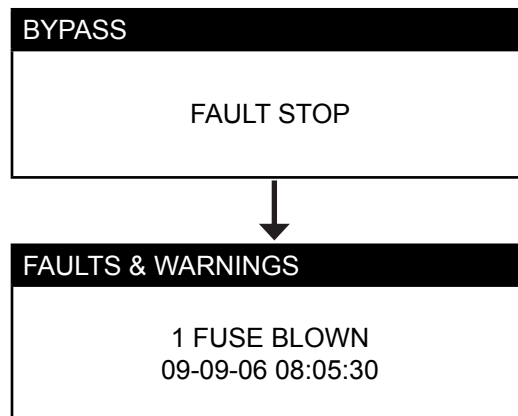 BYPASS
FAULT STOP
FAULTS & WARNINGS
1 FUSE BLOWN
09-09-06 08:05:30